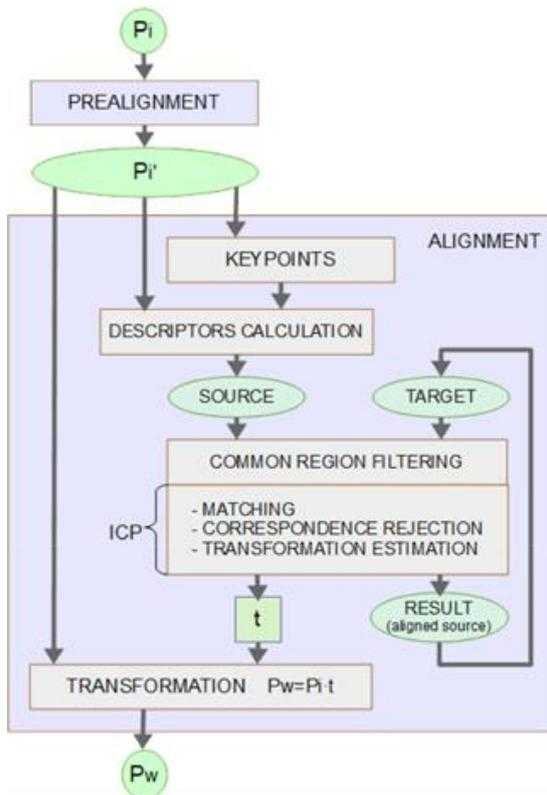 Pi
PREALIGNMENT
Pi'
ALIGNMENT
KEYPOINTS
DESCRIPTORS CALCULATION
SOURCE
TARGET
COMMON REGION FILTERING
ICP
- MATCHING
- CORRESPONDENCE REJECTION
- TRANSFORMATION ESTIMATION
t
RESULT
(aligned source)
TRANSFORMATION Pw=Pi·t
Pw